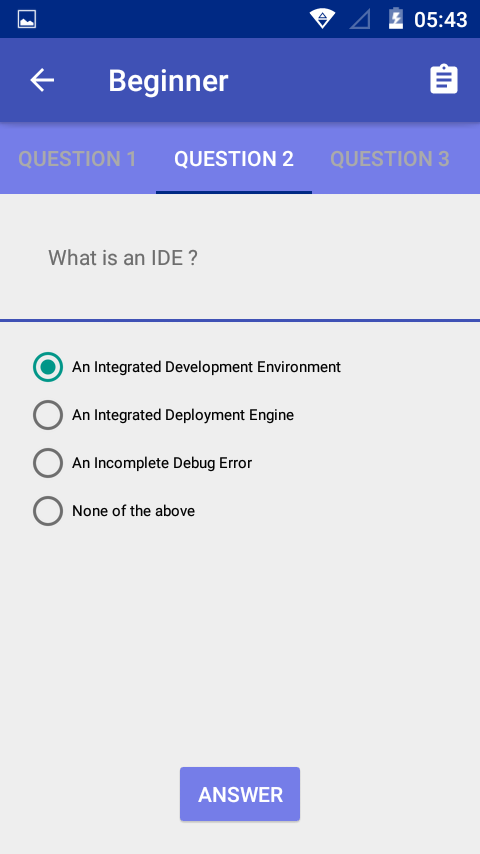 05:43
Beginner
QUESTION 1 QUESTION 2 QUESTION 3
What is an IDE ?
An Integrated Development Environment
An Integrated Deployment Engine
An Incomplete Debug Error
None of the above
ANSWER